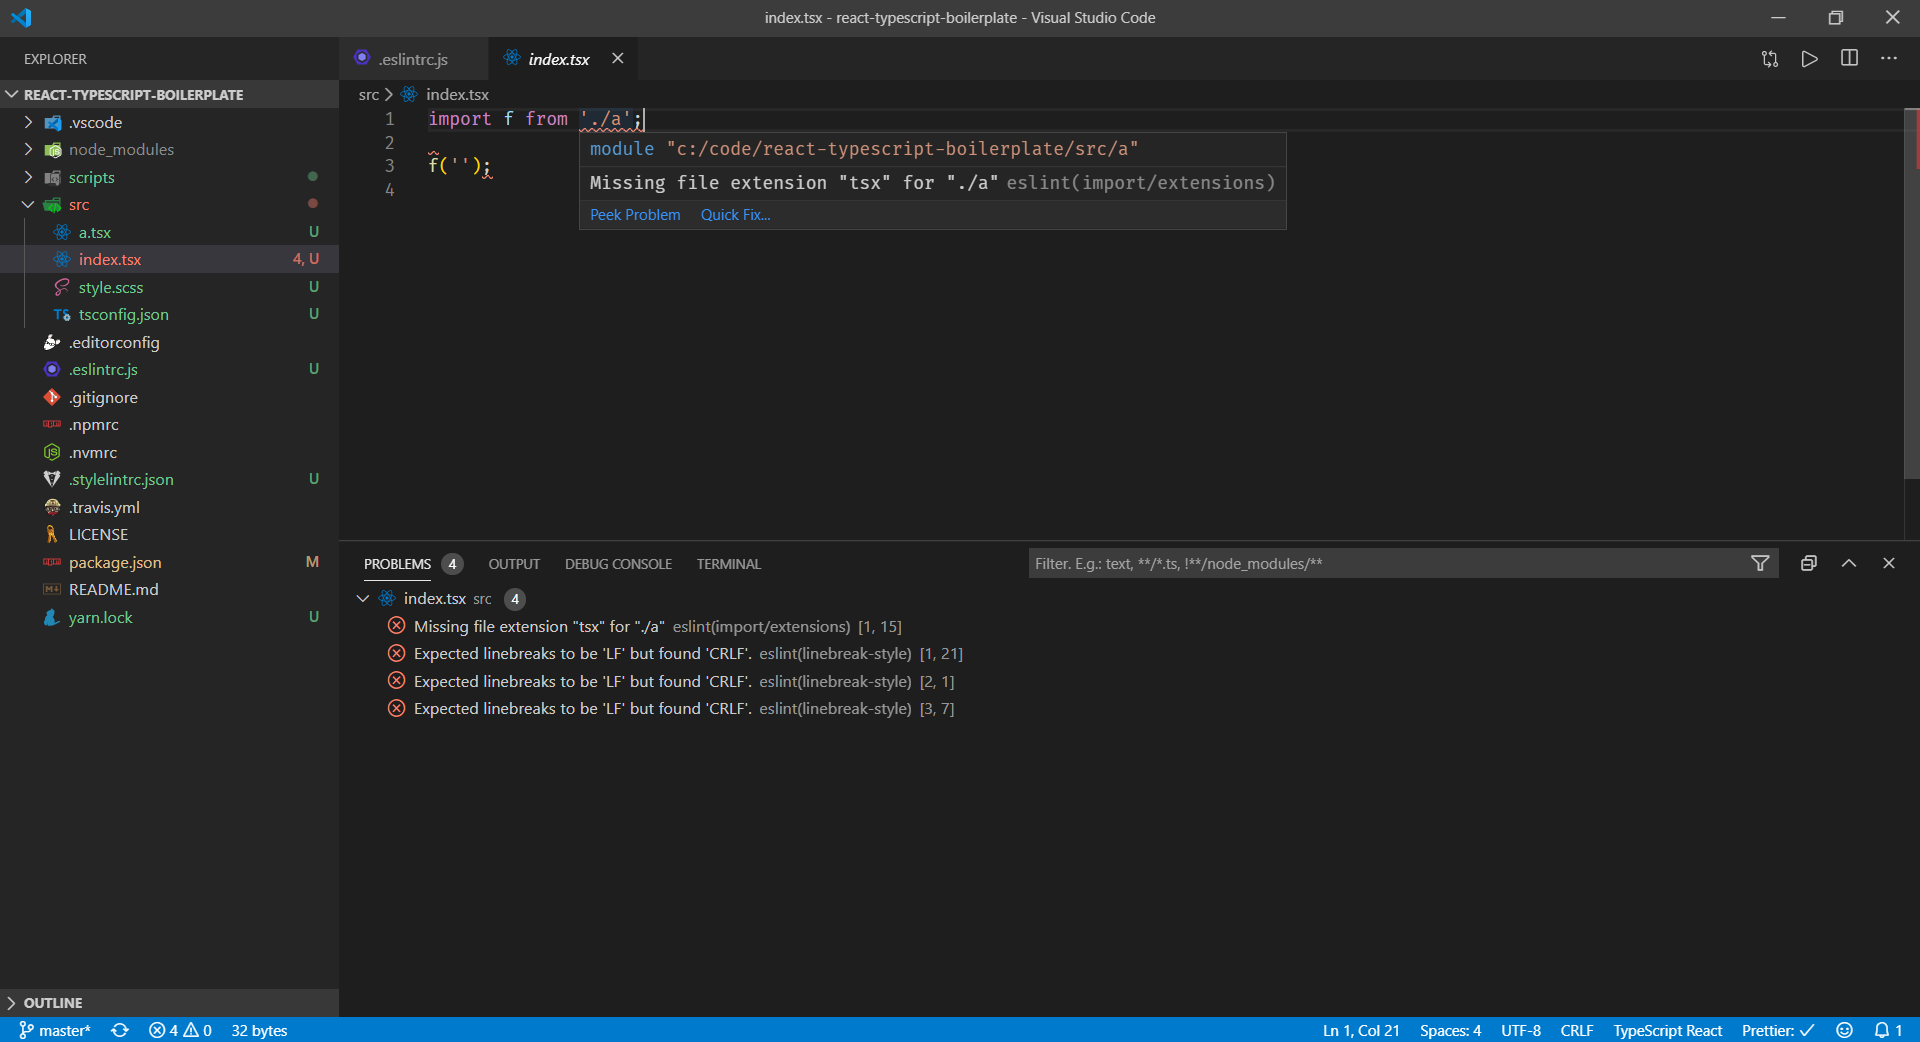 index.tsx - react-typescript-boilerplate - Visual Studio Code
EXPLORER
REACT-TYPESCRIPT-BOILERPLATE
.vscode
node_modules
scripts
src
a.tsx U
index.tsx 4, U
style.scss U
tsconfig.json U
.editorconfig
.eslintrc.js U
.gitignore
.npmrc
.nvmrc
.stylelintrc.json U
.travis.yml
LICENSE
package.json M
README.md
yarn.lock U
OUTLINE
.eslintrc.js index.tsx
src > index.tsx
1 import f from './a';
2
3 f('');
4
module "c:/code/react-typescript-boilerplate/src/a"
Missing file extension "tsx" for "./a" eslint(import/extensions)
Peek Problem Quick Fix...
PROBLEMS 4 OUTPUT DEBUG CONSOLE TERMINAL Filter. E.g.: text, **/*.ts, !**/node_modules/**
index.tsx src 4
Missing file extension "tsx" for "./a" eslint(import/extensions) [1, 15]
Expected linebreaks to be 'LF' but found 'CRLF'. eslint(linebreak-style) [1, 21]
Expected linebreaks to be 'LF' but found 'CRLF'. eslint(linebreak-style) [2, 1]
Expected linebreaks to be 'LF' but found 'CRLF'. eslint(linebreak-style) [3, 7]
master* 4 0 32 bytes Ln 1, Col 21 Spaces: 4 UTF-8 CRLF TypeScript React Prettier: ✓ 1